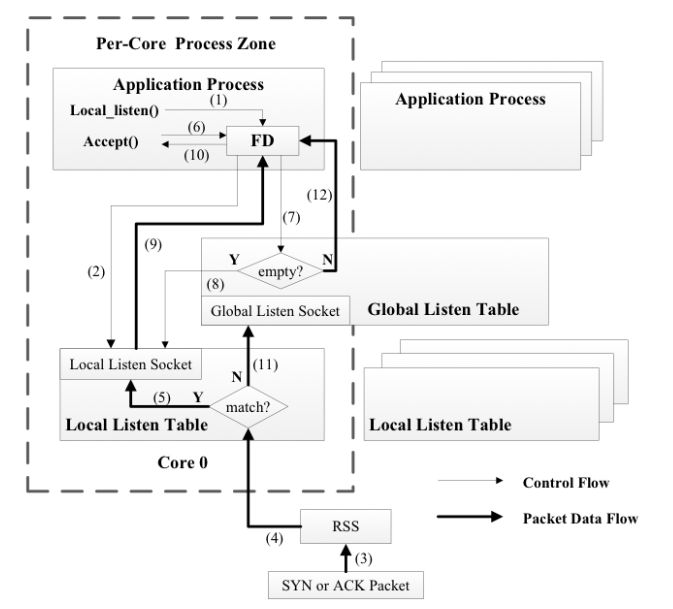 Per-Core Process Zone
Application Process
Local_listen()
(1)
Accept()
(6)
(10)
FD
Application Process
(12)
(7)
(9)
(2)
Y
empty?
N
(8)
Global Listen Socket
Global Listen Table
Local Listen Socket
(11)
N
(5)
Y
match?
Local Listen Table
Local Listen Table
Core 0
Control Flow
Packet Data Flow
RSS
(4)
(3)
SYN or ACK Packet